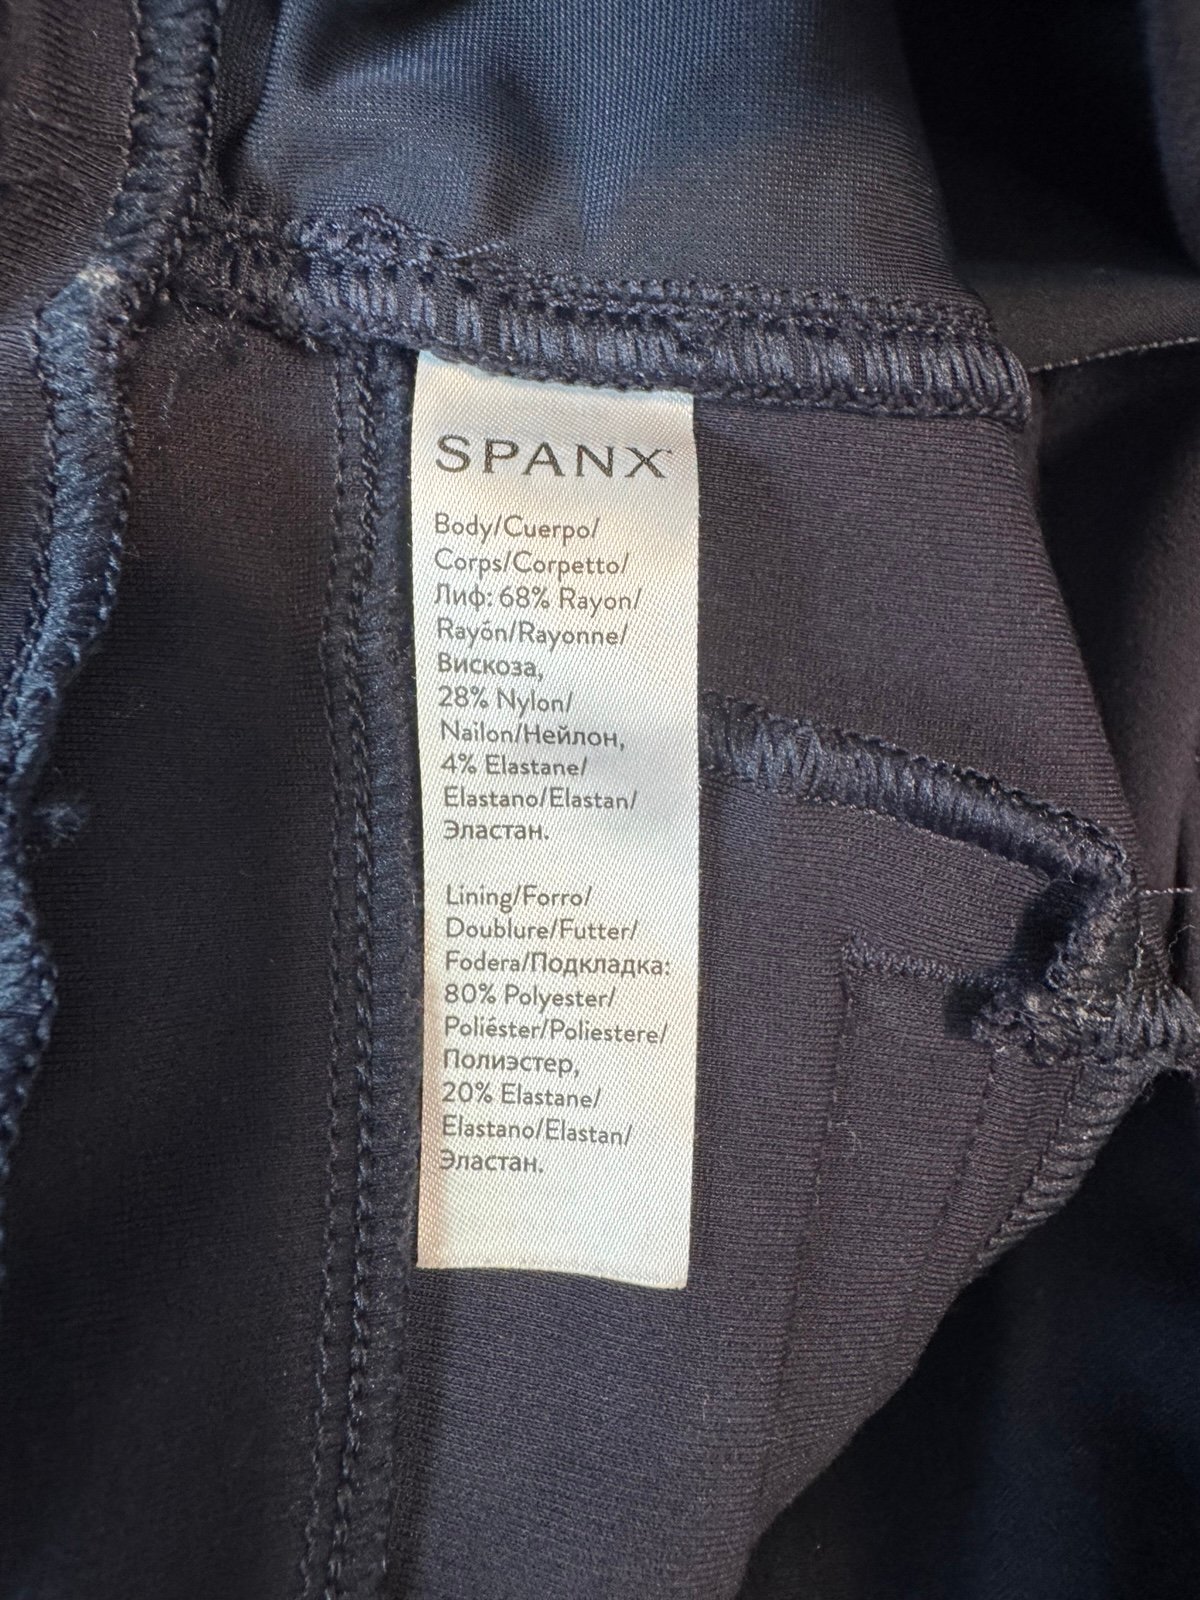 SPANX
Body/Cuerpo/
Corps/Corpetto/
Лиф: 68% Rayon/
Rayón/Rayonne/
Вискоза,
28% Nylon/
Nailon/Нейлон,
4% Elastane/
Elastano/Elastan/
Эластан.
Lining/Forro/
Doublure/Futter/
Fodera/Подкладка:
80% Polyester/
Poliéster/Poliestere/
Полиэстер,
20% Elastane/
Elastano/Elastan/
Эластан.